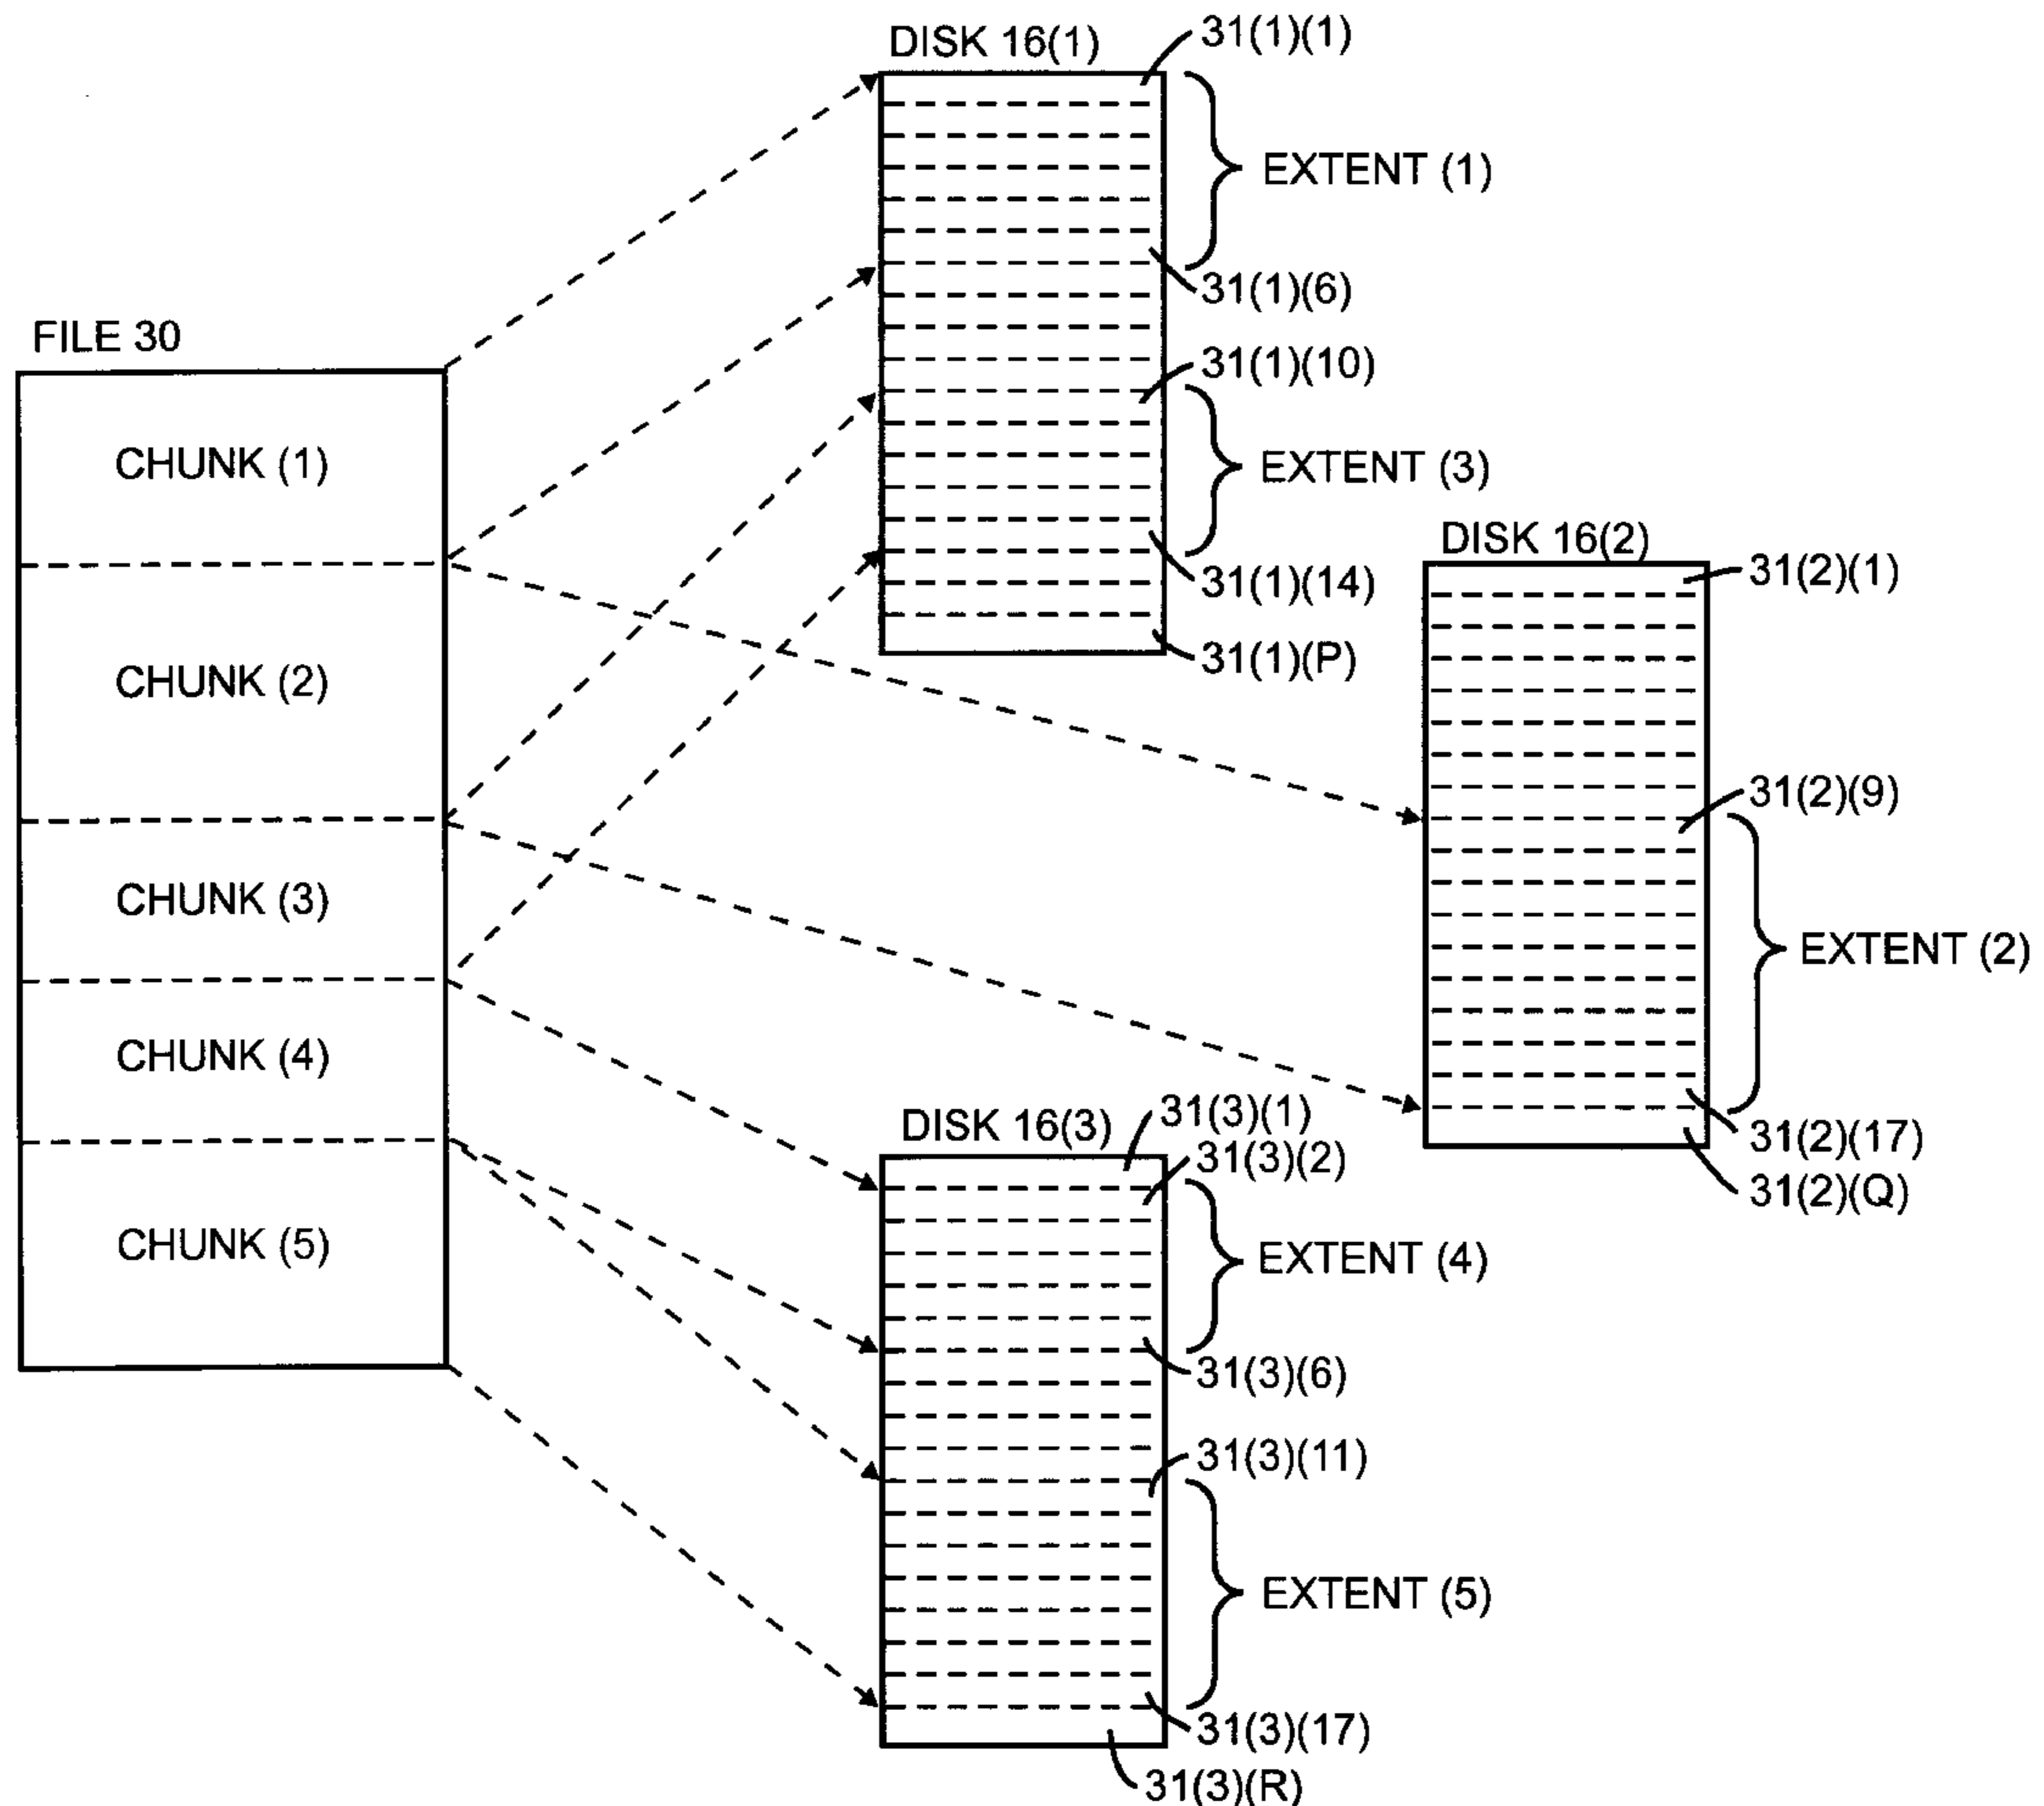 FILE 30
CHUNK (1)
CHUNK (2)
CHUNK (3)
CHUNK (4)
CHUNK (5)
DISK 16(1)
31(1)(1)
EXTENT (1)
31(1)(6)
31(1)(10)
EXTENT (3)
31(1)(14)
31(1)(P)
DISK 16(2)
31(2)(1)
31(2)(9)
EXTENT (2)
31(2)(17)
31(2)(Q)
DISK 16(3)
31(3)(1)
31(3)(2)
EXTENT (4)
31(3)(6)
31(3)(11)
EXTENT (5)
31(3)(17)
31(3)(R)